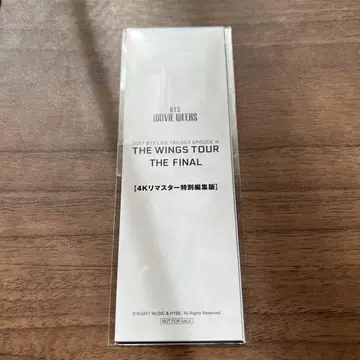 BTS
MOVIE WEEKS
2017 BTS LIVE TRILOGY EPISODE III
THE WINGS TOUR
THE FINAL
【4Kリマスター特別編集版】
© BIGHIT MUSIC & HYBE. All Rights Reserved.
NOT FOR SALE